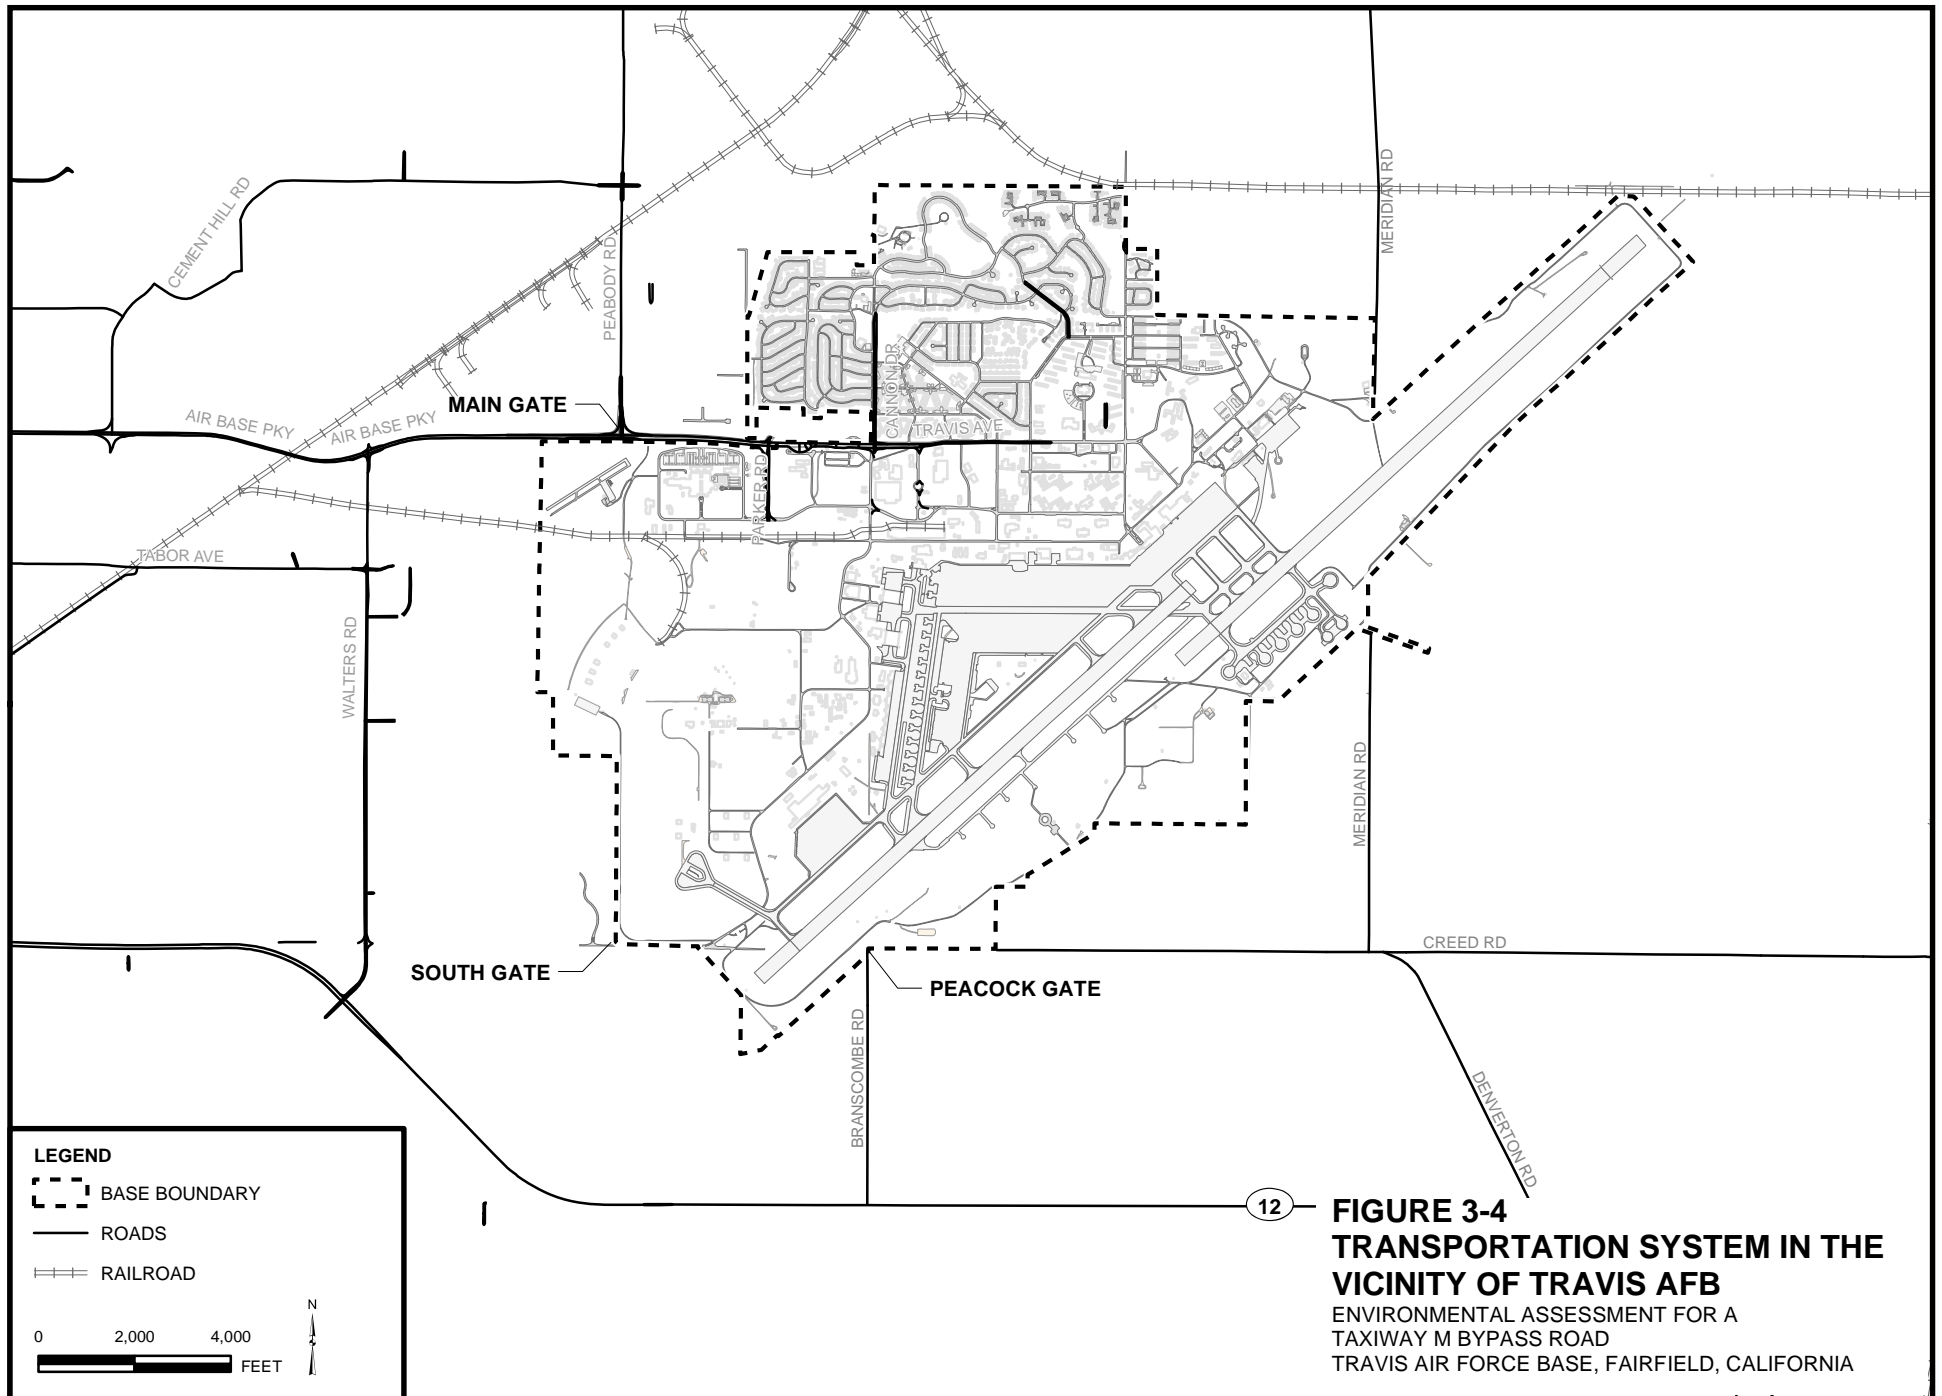 CEMENT HILL RD
PEABODY RD
MERIDIAN RD
AIR BASE PKY
AIR BASE PKY
MAIN GATE
CANNON DR
TRAVIS AVE
PARKER RD
TABOR AVE
WALTERS RD
MERIDIAN RD
SOUTH GATE
PEACOCK GATE
CREED RD
BRANSCOMBE RD
DENVERTON RD
12
LEGEND
BASE BOUNDARY
ROADS
RAILROAD
N
0 2,000 4,000
FEET
FIGURE 3-4
TRANSPORTATION SYSTEM IN THE
VICINITY OF TRAVIS AFB
ENVIRONMENTAL ASSESSMENT FOR A
TAXIWAY M BYPASS ROAD
TRAVIS AIR FORCE BASE, FAIRFIELD, CALIFORNIA